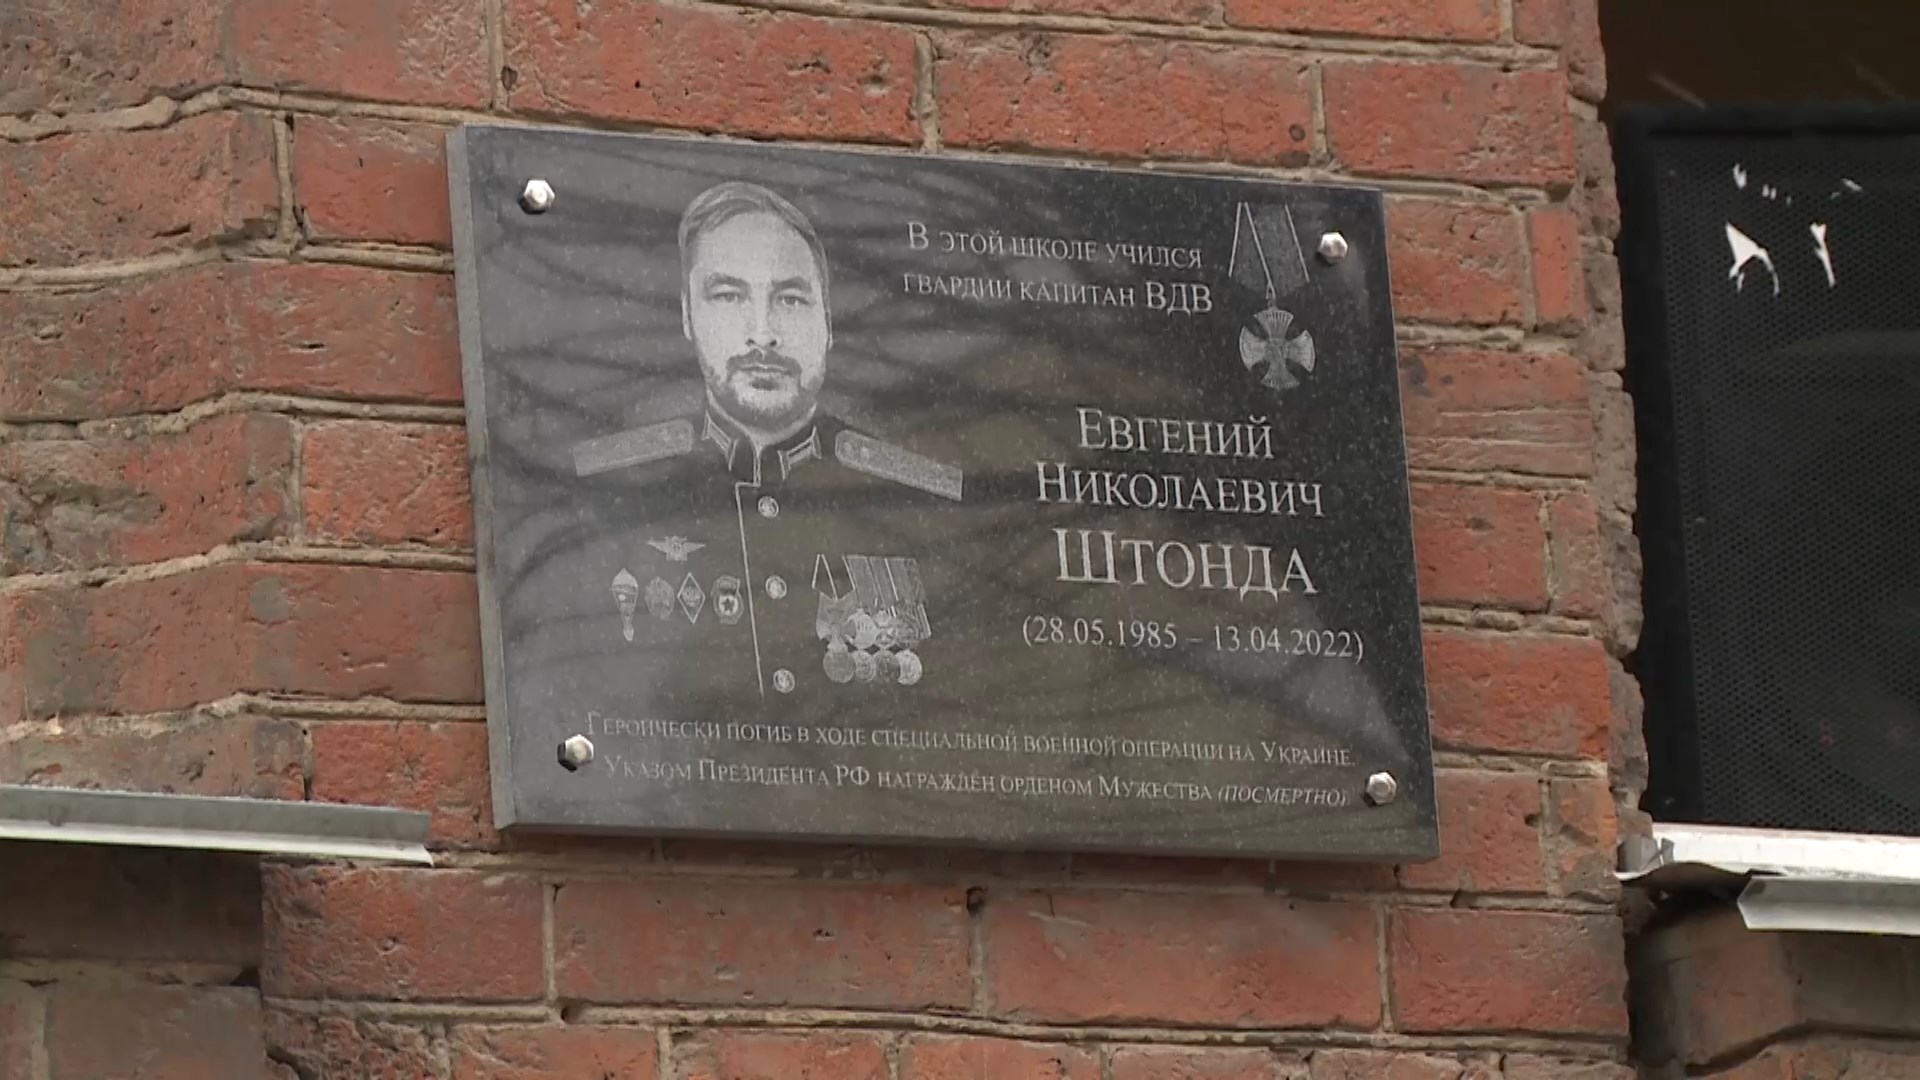 В этой школе учился
гвардии капитан ВДВ
Евгений
Николаевич
Штонда
(28.05.1985 – 13.04.2022)
Героически погиб в ходе специальной военной операции на Украине.
Указом Президента РФ награждён орденом Мужества (посмертно)